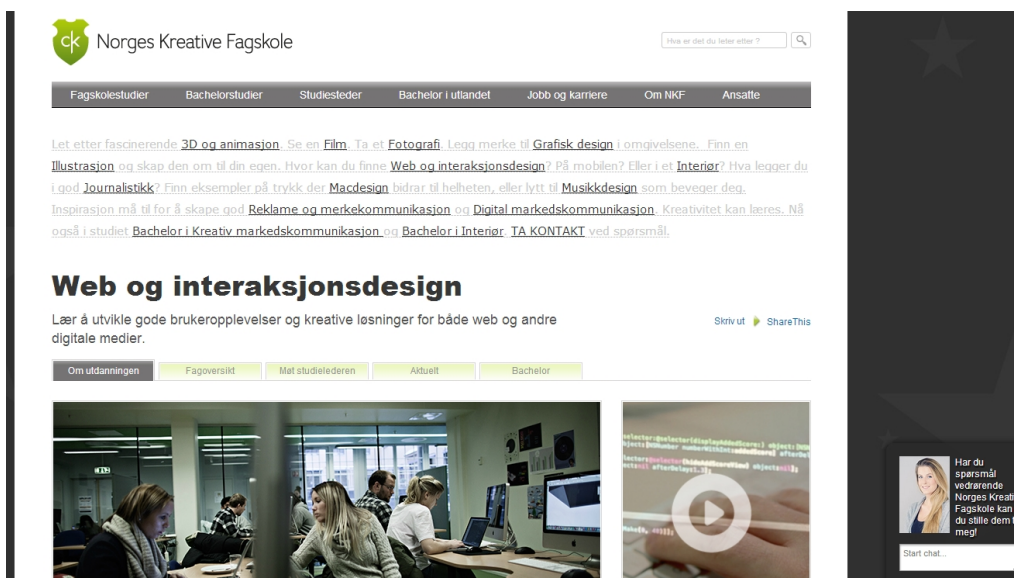 ck Norges Kreative Fagskole
Hva er det du leter etter ?
Fagskolestudier Bachelorstudier Studiesteder Bachelor i utlandet Jobb og karriere Om NKF Ansatte
Let etter fascinerende 3D og animasjon. Se en Film. Ta et Fotografi. Legg merke til Grafisk design i omgivelsene. Finn en
Illustrasjon og skap den om til din egen. Hvor kan du finne Web og interaksjonsdesign? På mobilen? Eller i et Interiør? Hva legger du
i god Journalistikk? Finn eksempler på trykk der Macdesign bidrar til helheten, eller lytt til Musikkdesign som beveger deg.
Inspirasjon må til for å skape god Reklame og merkekommunikasjon og Digital markedskommunikasjon. Kreativitet kan læres. Nå
også i studiet Bachelor i Kreativ markedskommunikasjon og Bachelor i Interiør. TA KONTAKT ved spørsmål.
Web og interaksjonsdesign
Lær å utvikle gode brukeropplevelser og kreative løsninger for både web og andre
digitale medier.
Skriv ut ShareThis
Om utdanningen Fagoversikt Møt studielederen Aktuelt Bachelor
Har du
spørsmål
vedrørende
Norges Kreati
Fagskole kan
du stille dem t
meg!
Start chat...